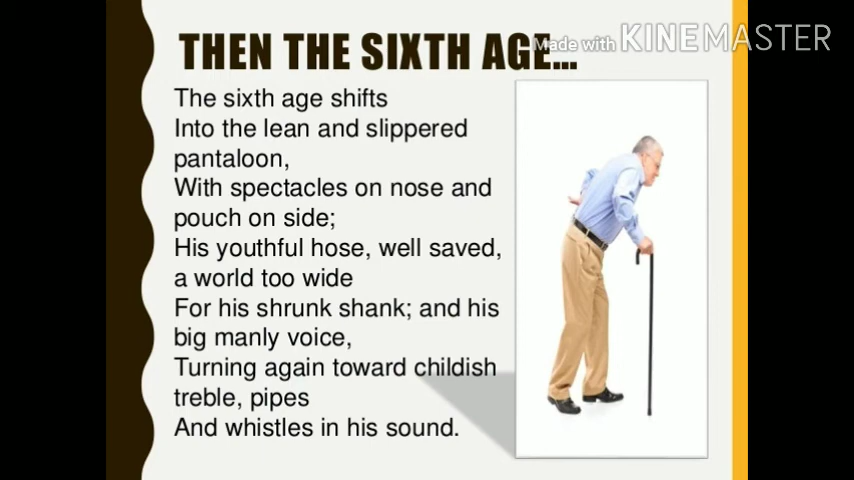 THEN THE SIXTH AGE...
Made with KINEMASTER
The sixth age shifts
Into the lean and slippered
pantaloon,
With spectacles on nose and
pouch on side;
His youthful hose, well saved,
a world too wide
For his shrunk shank; and his
big manly voice,
Turning again toward childish
treble, pipes
And whistles in his sound.